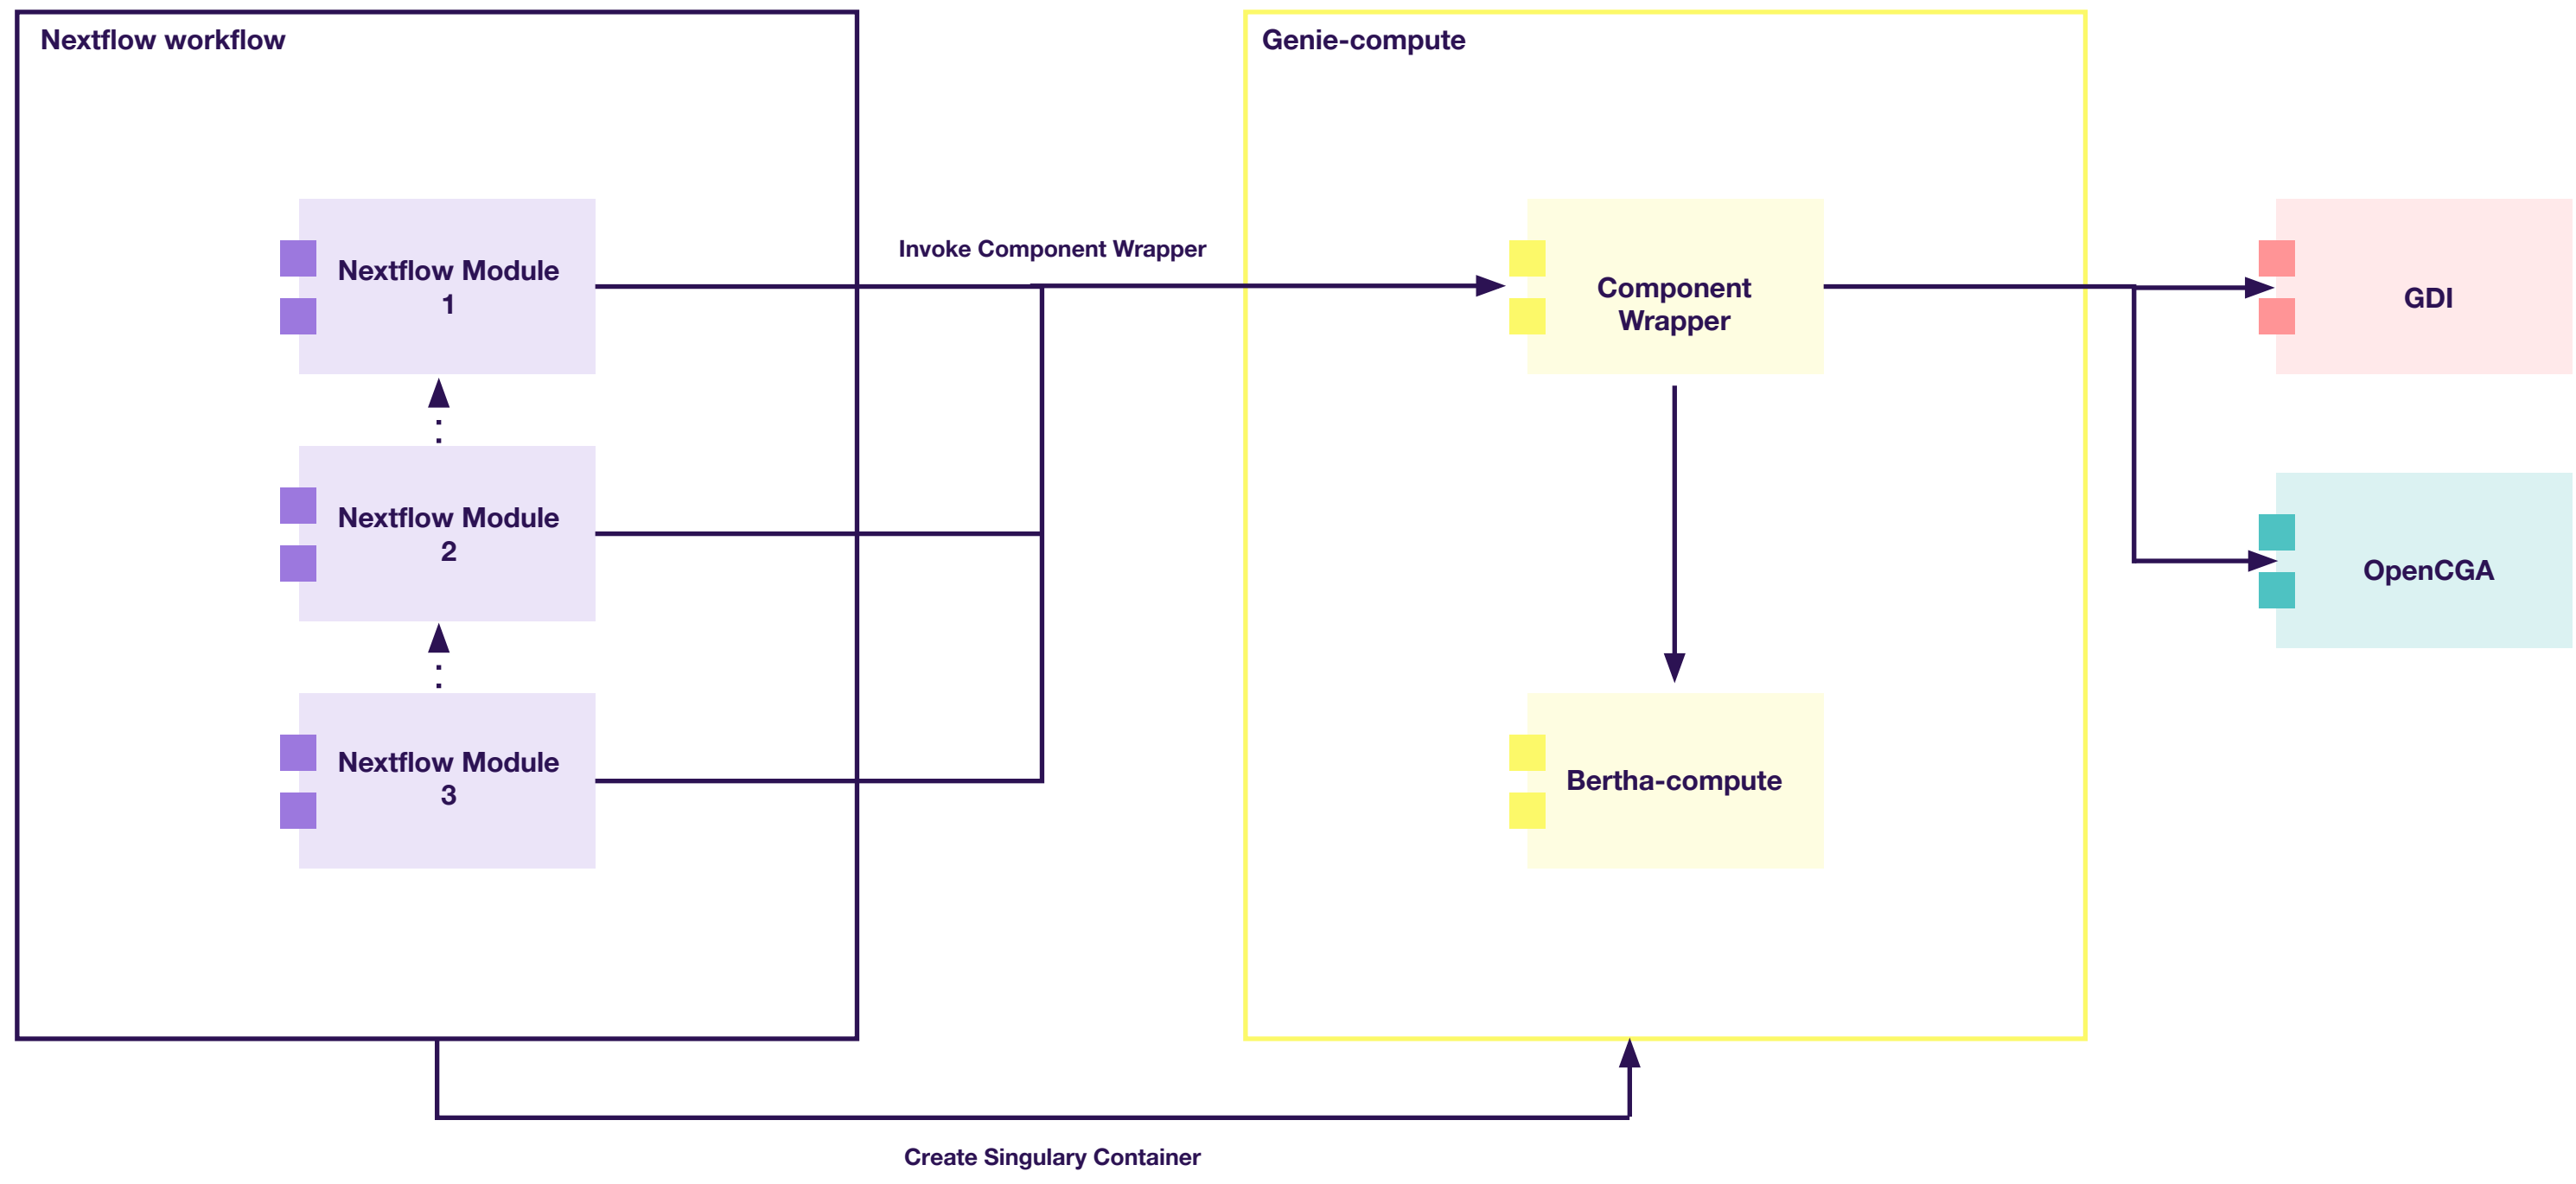 Nextflow workflow
Genie-compute
Nextflow Module
1
Invoke Component Wrapper
Component
Wrapper
GDI
Nextflow Module
2
OpenCGA
Nextflow Module
3
Bertha-compute
Create Singulary Container